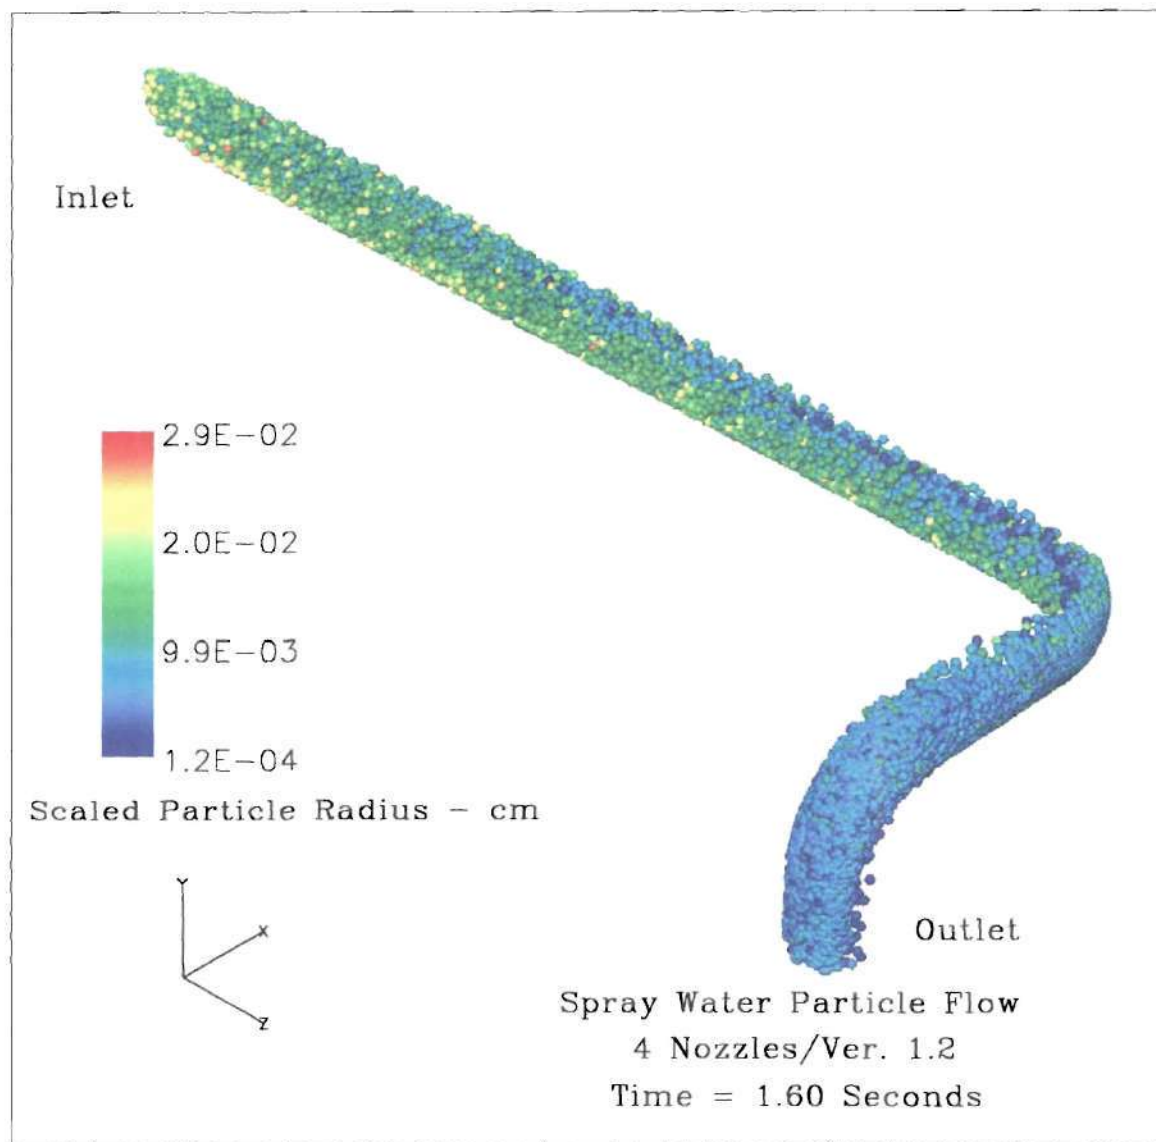 Inlet
2.9E-02
2.0E-02
9.9E-03
1.2E-04
Scaled Particle Radius - cm
Y
X
Z
Outlet
Spray Water Particle Flow
4 Nozzles/Ver. 1.2
Time = 1.60 Seconds